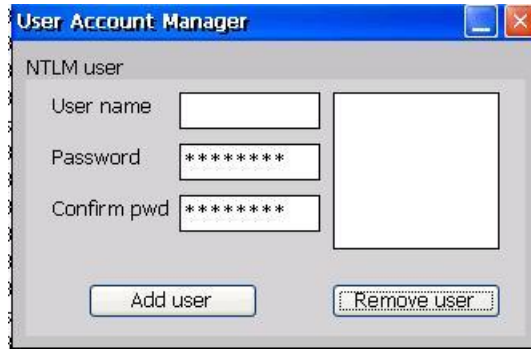 User Account Manager
NTLM user
User name
Password ********
Confirm pwd ********
Add user Remove user